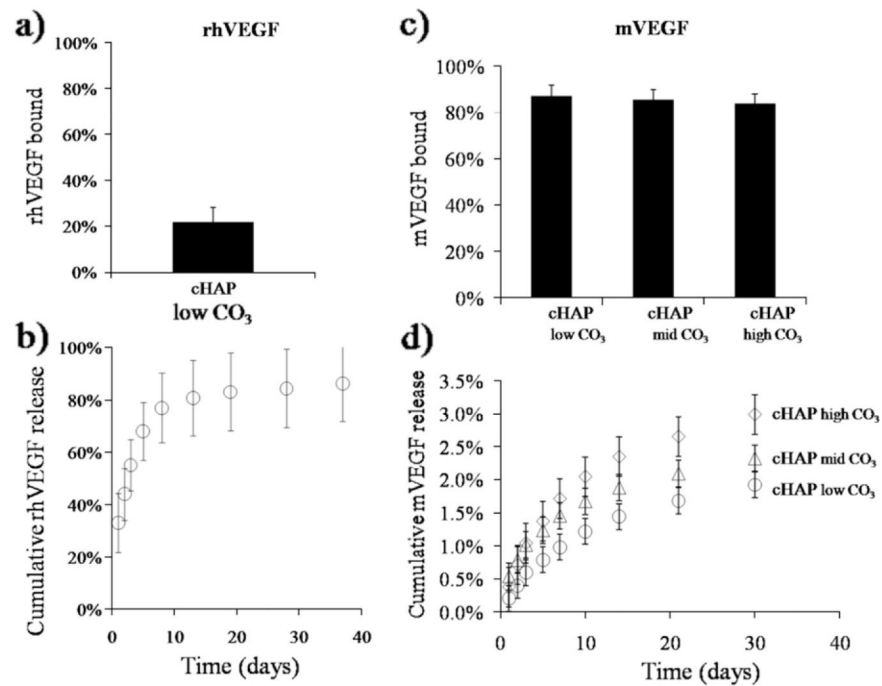 a)
rhVEGF
100%
80%
60%
40%
20%
0%
rhVEGF bound
cHAP
low CO₃
b)
100%
80%
60%
40%
20%
0%
Cumulative rhVEGF release
0 10 20 30 40
Time (days)
c)
mVEGF
100%
80%
60%
40%
20%
0%
mVEGF bound
cHAP cHAP cHAP
low CO₃ mid CO₃ high CO₃
d)
3.5%
3.0%
2.5%
2.0%
1.5%
1.0%
0.5%
0.0%
Cumulative mVEGF release
cHAP high CO₃
cHAP mid CO₃
cHAP low CO₃
0 10 20 30 40
Time (days)